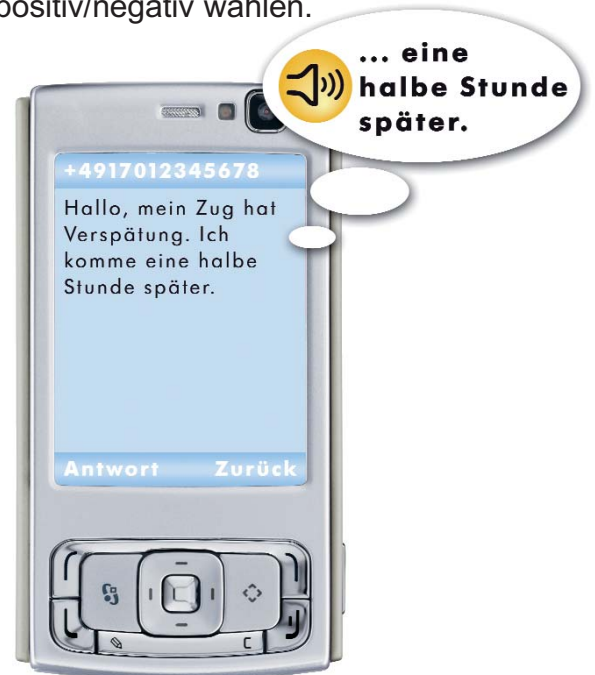 positiv/negativ wählen.
... eine
halbe Stunde
später.
+4917012345678
Hallo, mein Zug hat
Verspätung. Ich
komme eine halbe
Stunde später.
Antwort Zurück
C